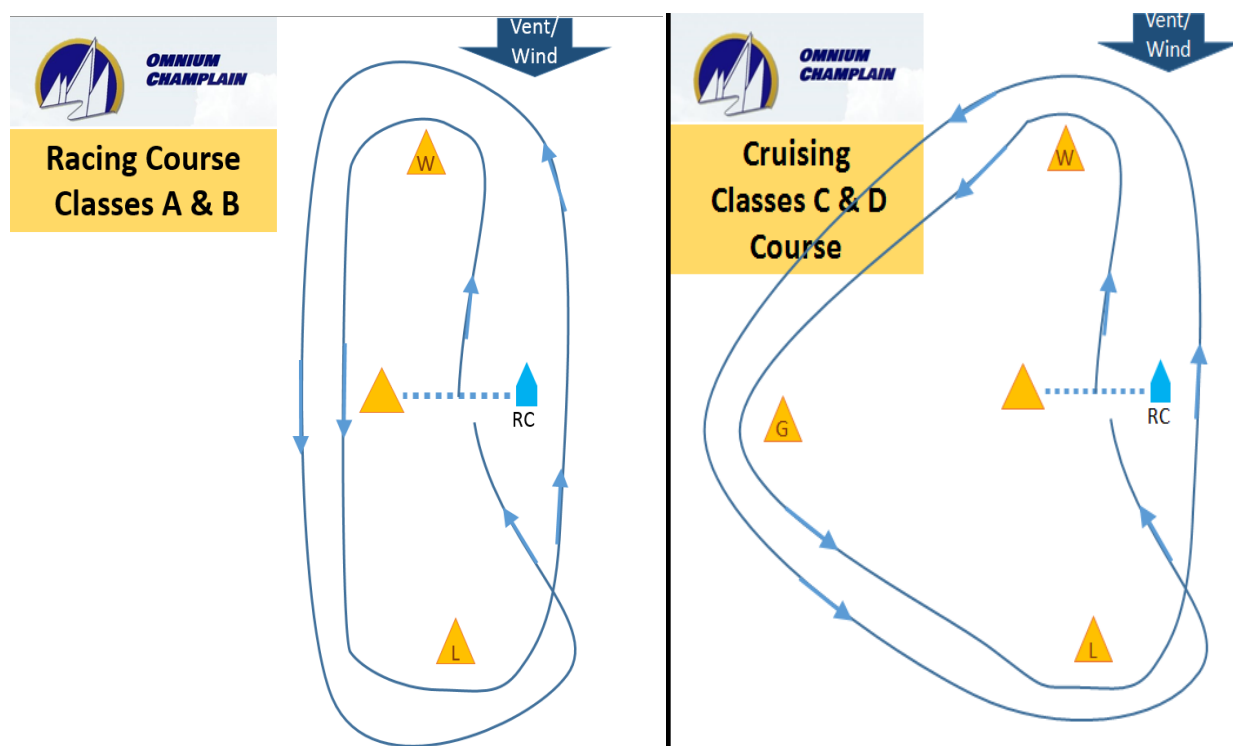 Vent/
Wind
OMNIUM
CHAMPLAIN
Racing Course
Classes A & B
W
RC
L
Vent/
Wind
OMNIUM
CHAMPLAIN
Cruising
Classes C & D
Course
W
G
RC
L